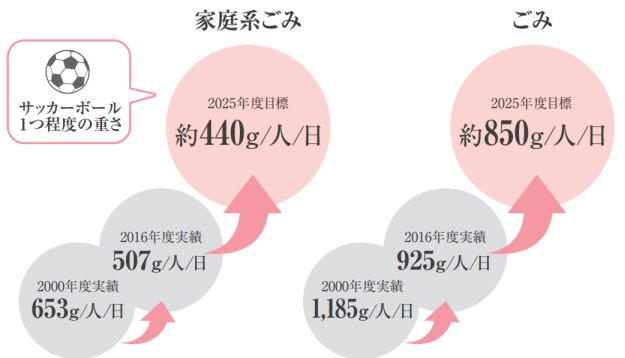 家庭系ごみ
サッカーボール
1つ程度の重さ
2025年度目標
約440g/人/日
2016年度実績
507g/人/日
2000年度実績
653g/人/日
ごみ
2025年度目標
約850g/人/日
2016年度実績
925g/人/日
2000年度実績
1,185g/人/日